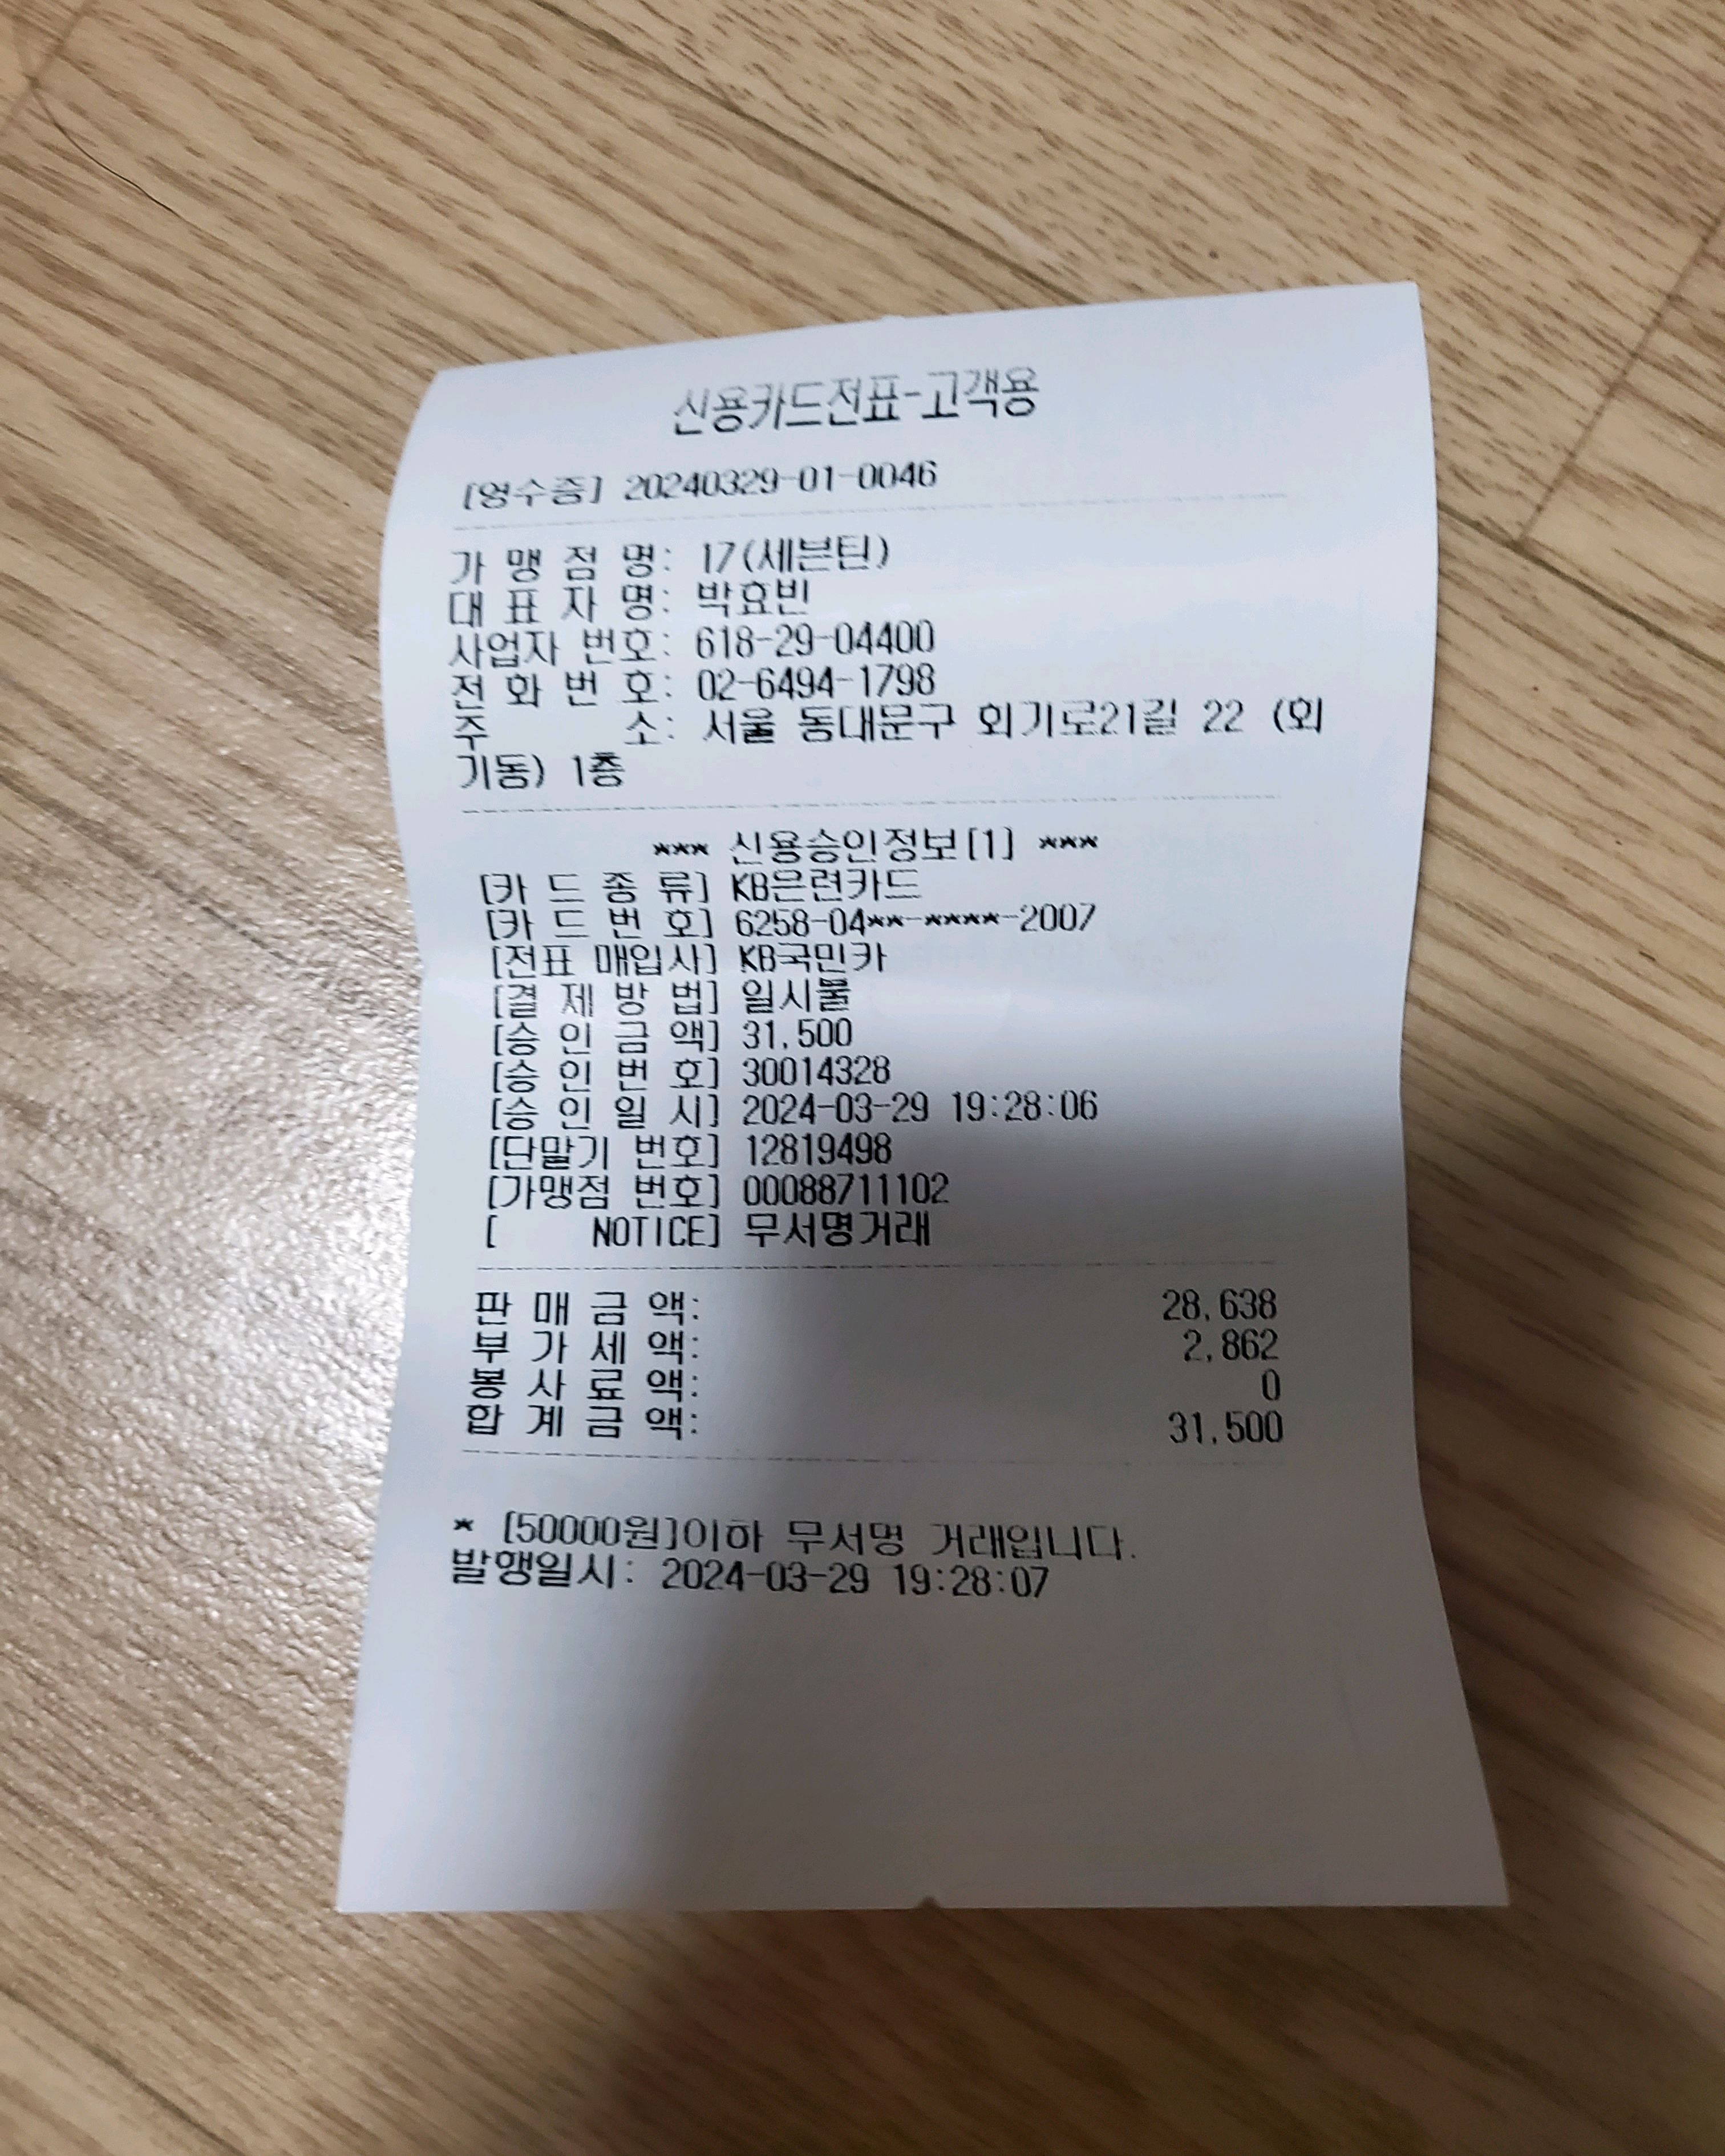 신용카드전표-고객용
[영수증] 20240329-01-0046
가 맹 점 명: 17(세븐틴)
대 표 자 명: 박효빈
사업자 번호: 618-29-04400
전 화 번 호: 02-6494-1798
주 소: 서울 동대문구 회기로21길 22 (회
기동) 1층
*** 신용승인정보[1] ***
[카 드 종 류] KB은련카드
[카 드 번 호] 6258-04**-****-2007
[전표 매입사] KB국민카
[결 제 방 법] 일시불
[승 인 금 액] 31,500
[승 인 번 호] 30014328
[승 인 일 시] 2024-03-29 19:28:06
[단말기 번호] 12819498
[가맹점 번호] 00088711102
[ NOTICE] 무서명거래
판 매 금 액: 28,638
부 가 세 액: 2,862
봉 사 료 액: 0
합 계 금 액: 31,500
* [50000원]이하 무서명 거래입니다.
발행일시: 2024-03-29 19:28:07